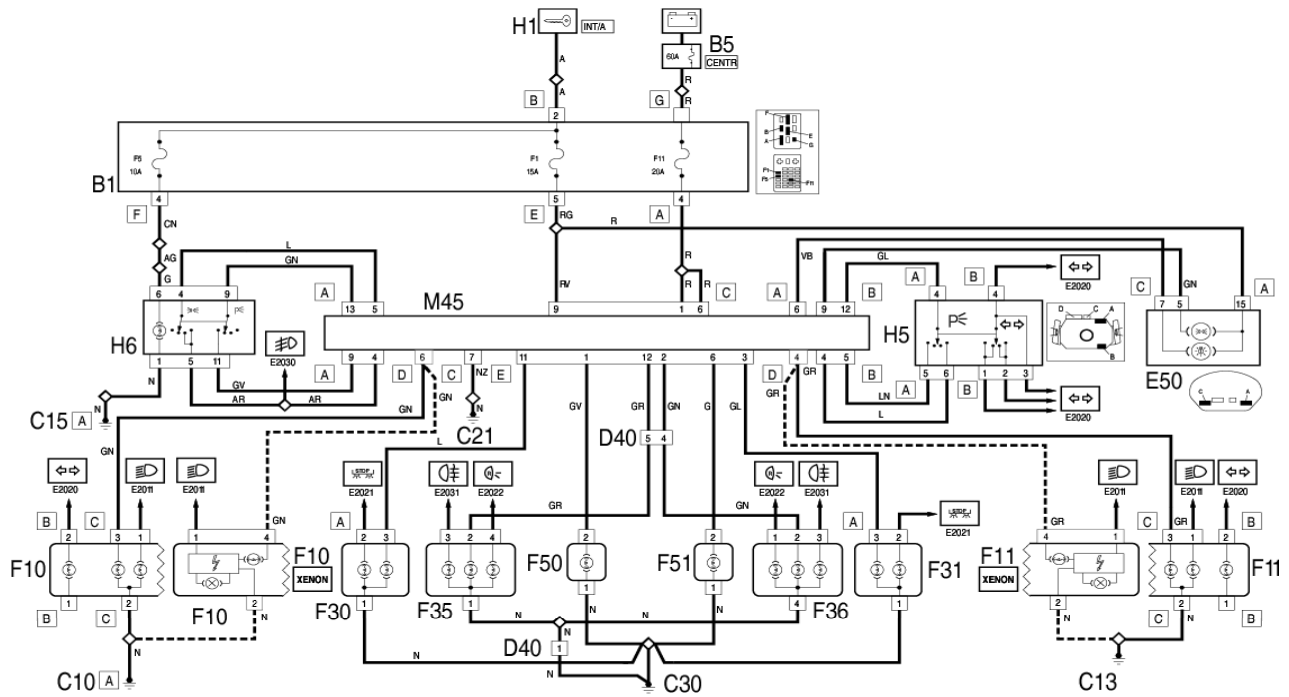 H1 INT/A
B5
60A
CENTR
A R
A R
B G
2
F
B E
A G
F5 F1 F11
10A 15A 20A
F1
F5 F11
B1
4 5 4
F E A
CN RG R
AG R
G RV R R
L
GN
VB GL GN
6 4 9
A 13 5
M45
9 1 6 C
A 6 9 12 B
A 4 B 4
E2020
C 7 5 15 A
H6
H5
D C A
B
E2030
1 5 11
A 9 4
D 6 C 7 E 11 1 12 2 6 3
D 4 4 5 B
A 5 6 B 1 2 3
E50
C A
N GV
AR AR
GN GN
NZ
N
GV GR GN G GL
GR GR
LN
L
E2020
C15 A N
C21
L
D40 5 4
GN
E2020 E2011 E2011
STOP
E2021 E2031 E2022
E2022 E2031
STOP
E2021
E2011 E2011 E2020
GR GN
B C
GN
A A
GR C GR B
2 3 1 1 4
2 3 3 2 4 2 2 2 1 3 3 2
4 1 3 1 2
F10 F10
XENON
F10
F30 F35 F50 F51 F36 F31
F11
XENON
F11
B 1 C 2 2
1 1 1 1 4 1
2 C 2 1 B
N
N N N N N N N
N N
D40 1
N
N
N
C10 A
C30
C13